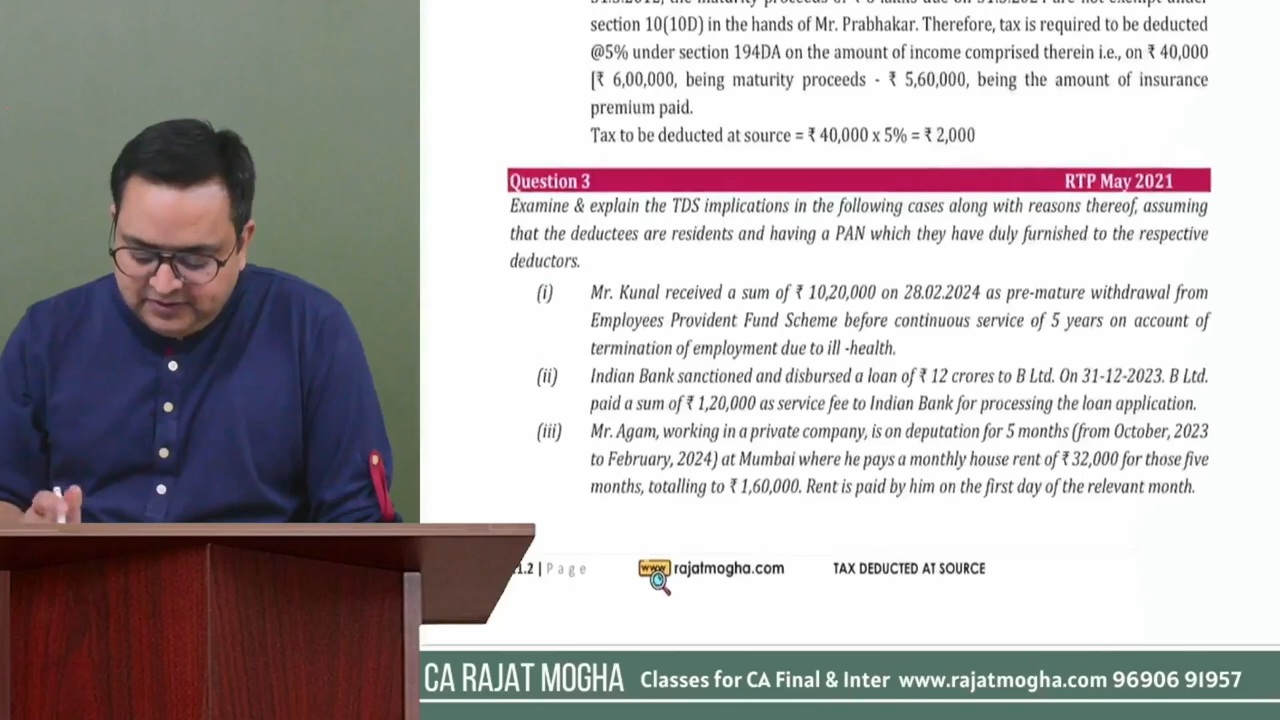 section 10(10D) in the hands of Mr. Prabhakar. Therefore, tax is required to be deducted
@5% under section 194DA on the amount of income comprised therein i.e., on ₹ 40,000
[₹ 6,00,000, being maturity proceeds - ₹ 5,60,000, being the amount of insurance
premium paid.
Tax to be deducted at source = ₹ 40,000 x 5% = ₹ 2,000
Question 3 RTP May 2021
Examine & explain the TDS implications in the following cases along with reasons thereof, assuming
that the deductees are residents and having a PAN which they have duly furnished to the respective
deductors.
(i) Mr. Kunal received a sum of ₹ 10,20,000 on 28.02.2024 as pre-mature withdrawal from
Employees Provident Fund Scheme before continuous service of 5 years on account of
termination of employment due to ill -health.
(ii) Indian Bank sanctioned and disbursed a loan of ₹ 12 crores to B Ltd. On 31-12-2023. B Ltd.
paid a sum of ₹ 1,20,000 as service fee to Indian Bank for processing the loan application.
(iii) Mr. Agam, working in a private company, is on deputation for 5 months (from October, 2023
to February, 2024) at Mumbai where he pays a monthly house rent of ₹ 32,000 for those five
months, totalling to ₹ 1,60,000. Rent is paid by him on the first day of the relevant month.
1.2 | Page www rajatmogha.com TAX DEDUCTED AT SOURCE
CA RAJAT MOGHA Classes for CA Final & Inter www.rajatmogha.com 96906 91957